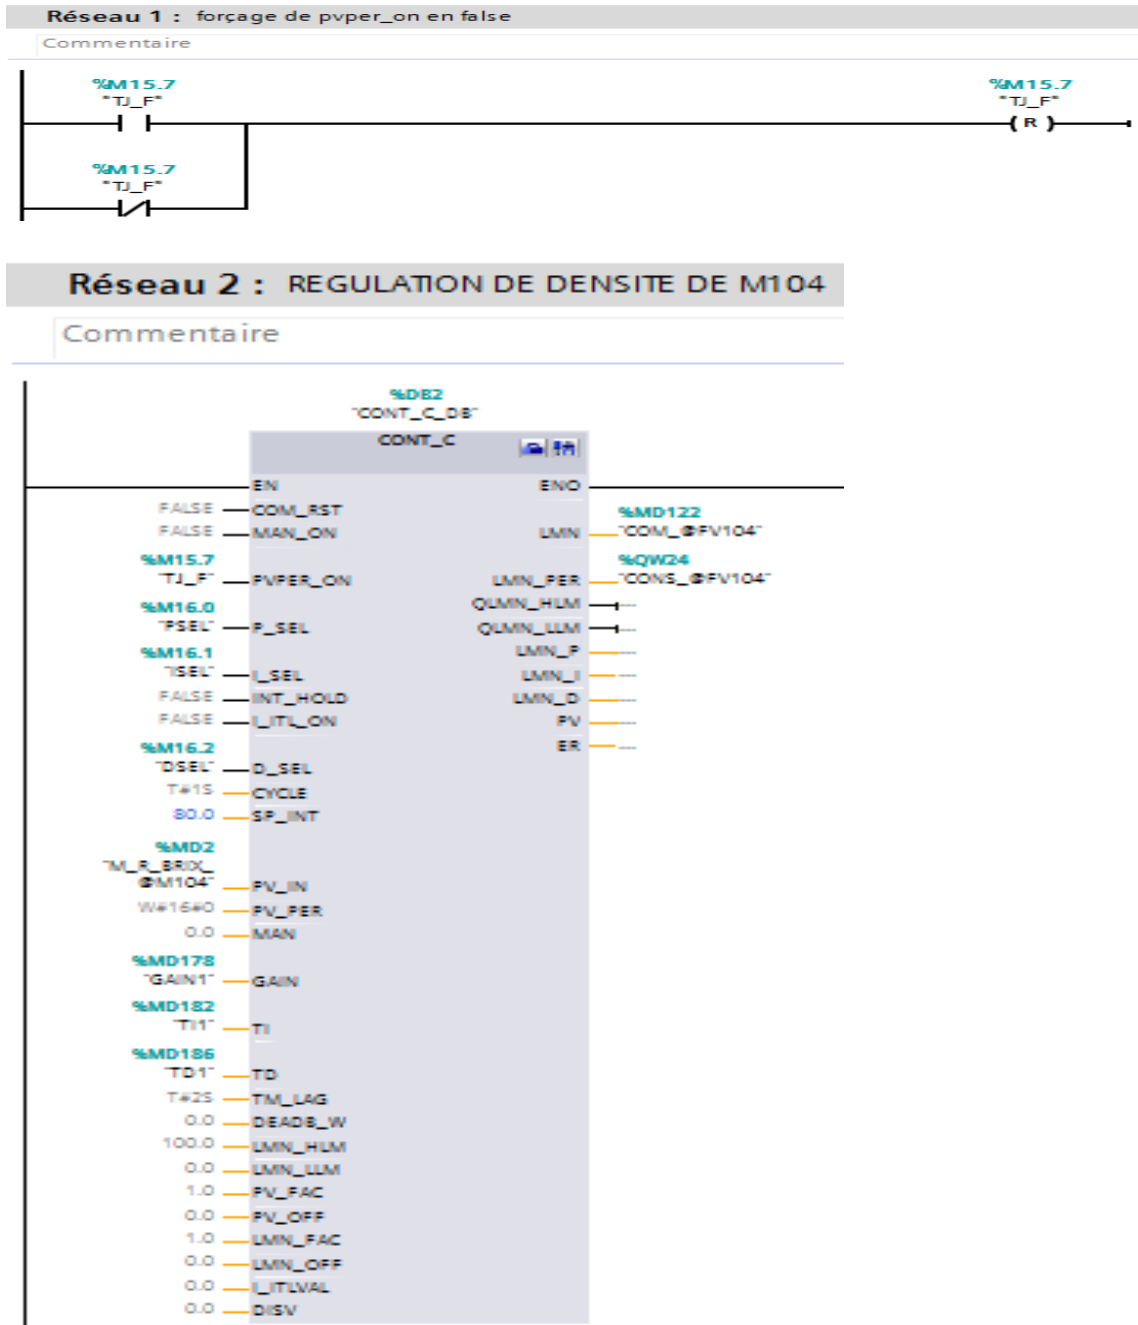 Réseau 1 : forçage de pvper_on en false
Commentaire
%M15.7 %M15.7
"TJ_F" "TJ_F"
( R )
%M15.7
"TJ_F"
Réseau 2 : REGULATION DE DENSITE DE M104
Commentaire
%DB2
"CONT_C_DB"
CONT_C
EN ENO
FALSE COM_RST
%MD122
FALSE MAN_ON LMN "COM_@FV104"
%M15.7 %QW24
"TJ_F" PVPER_ON LMN_PER "CONS_@FV104"
%M16.0 QLMN_HLM ...
"PSEL" P_SEL QLMN_LLM ...
%M16.1 LMN_P ...
"ISEL" I_SEL LMN_I ...
FALSE INT_HOLD LMN_D ...
FALSE I_ITL_ON PV ...
%M16.2 ER ...
"DSEL" D_SEL
T#1S CYCLE
80.0 SP_INT
%MD2
"M_R_BRIX_
@M104" PV_IN
W#16#0 PV_PER
0.0 MAN
%MD178
"GAIN1" GAIN
%MD182
"TI1" TI
%MD186
"TD1" TD
T#2S TM_LAG
0.0 DEADB_W
100.0 LMN_HLM
0.0 LMN_LLM
1.0 PV_FAC
0.0 PV_OFF
1.0 LMN_FAC
0.0 LMN_OFF
0.0 I_ITLVAL
0.0 DISV